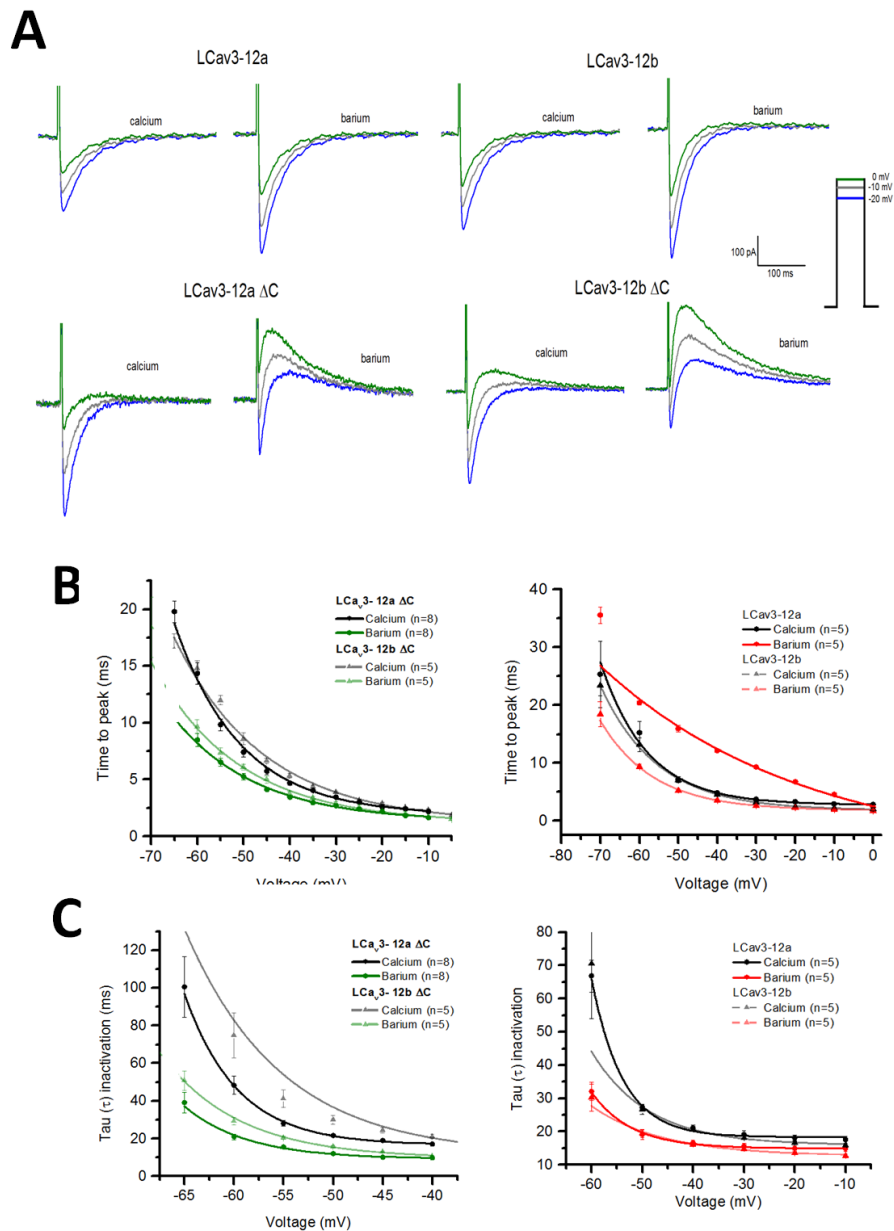 A
LCav3-12a
LCav3-12b
calcium
barium
calcium
barium
0 mV
-10 mV
-20 mV
100 pA
100 ms
LCav3-12a ΔC
LCav3-12b ΔC
calcium
barium
calcium
barium
B
Time to peak (ms)
20
15
10
5
0
-70 -60 -50 -40 -30 -20 -10
Voltage (mV)
LCav3- 12a ΔC
Calcium (n=8)
Barium (n=8)
LCav3- 12b ΔC
Calcium (n=5)
Barium (n=5)
Time to peak (ms)
40
30
20
10
0
-80 -70 -60 -50 -40 -30 -20 -10 0
Voltage (mV)
LCav3-12a
Calcium (n=5)
Barium (n=5)
LCav3-12b
Calcium (n=5)
Barium (n=5)
C
Tau (τ) inactivation (ms)
120
100
80
60
40
20
0
-65 -60 -55 -50 -45 -40
Voltage (mV)
LCav3- 12a ΔC
Calcium (n=8)
Barium (n=8)
LCav3- 12b ΔC
Calcium (n=5)
Barium (n=5)
Tau (τ) inactivation
80
70
60
50
40
30
20
10
-60 -50 -40 -30 -20 -10
Voltage (mV)
LCav3-12a
Calcium (n=5)
Barium (n=5)
LCav3-12b
Calcium (n=5)
Barium (n=5)